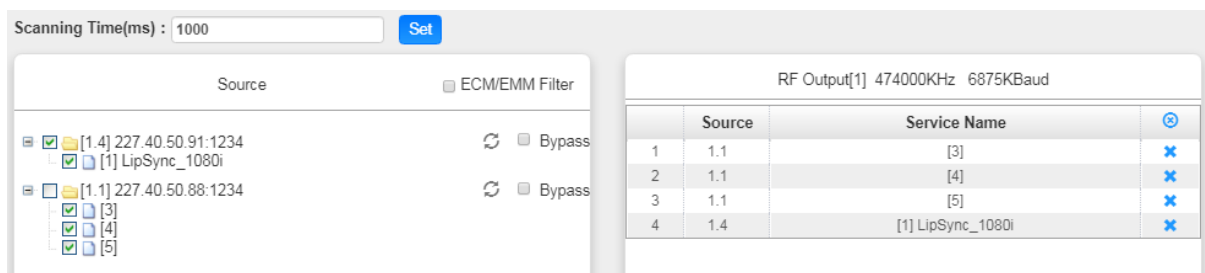 Scanning Time(ms) : 1000 Set
Source ECM/EMM Filter
[1.4] 227.40.50.91:1234 Bypass
[1] LipSync_1080i
[1.1] 227.40.50.88:1234 Bypass
[3]
[4]
[5]
RF Output[1] 474000KHz 6875KBaud
Source Service Name
1 1.1 [3]
2 1.1 [4]
3 1.1 [5]
4 1.4 [1] LipSync_1080i